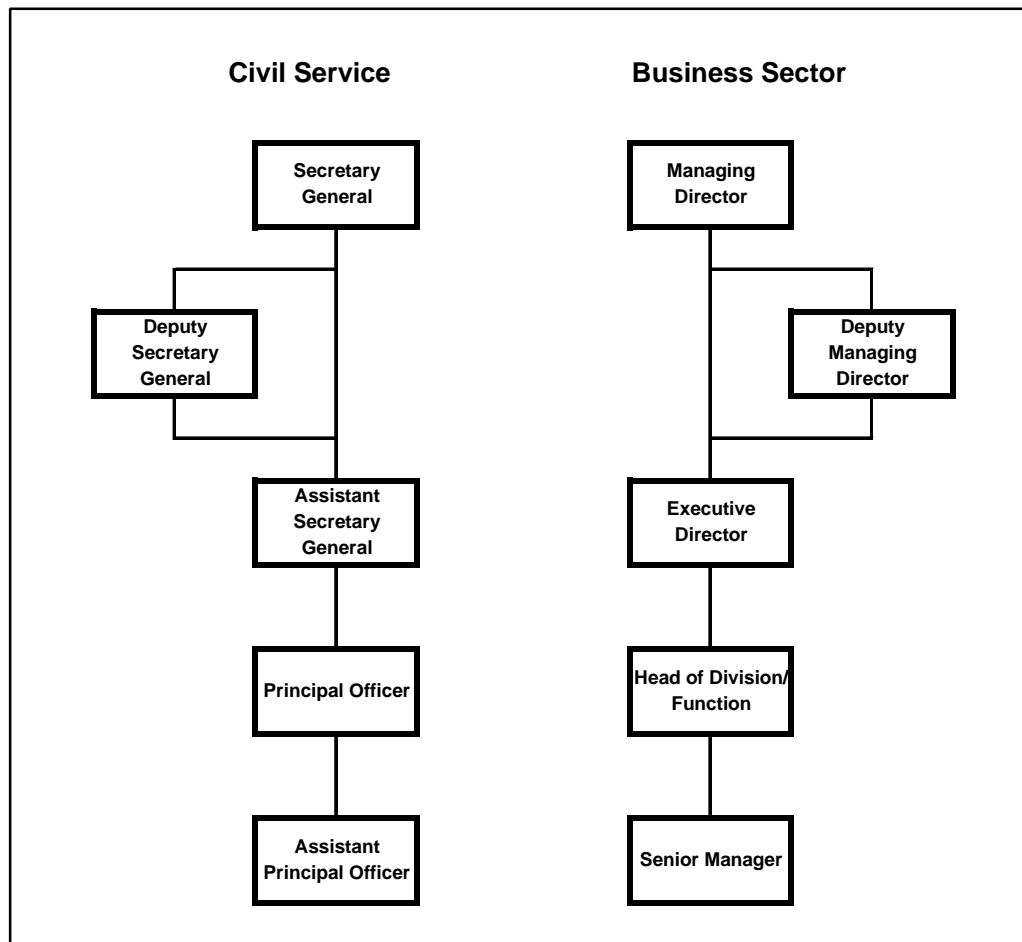 Civil Service
Business Sector
Secretary
General
Managing
Director
Deputy
Secretary
General
Deputy
Managing
Director
Assistant
Secretary
General
Executive
Director
Principal Officer
Head of Division/
Function
Assistant
Principal Officer
Senior Manager